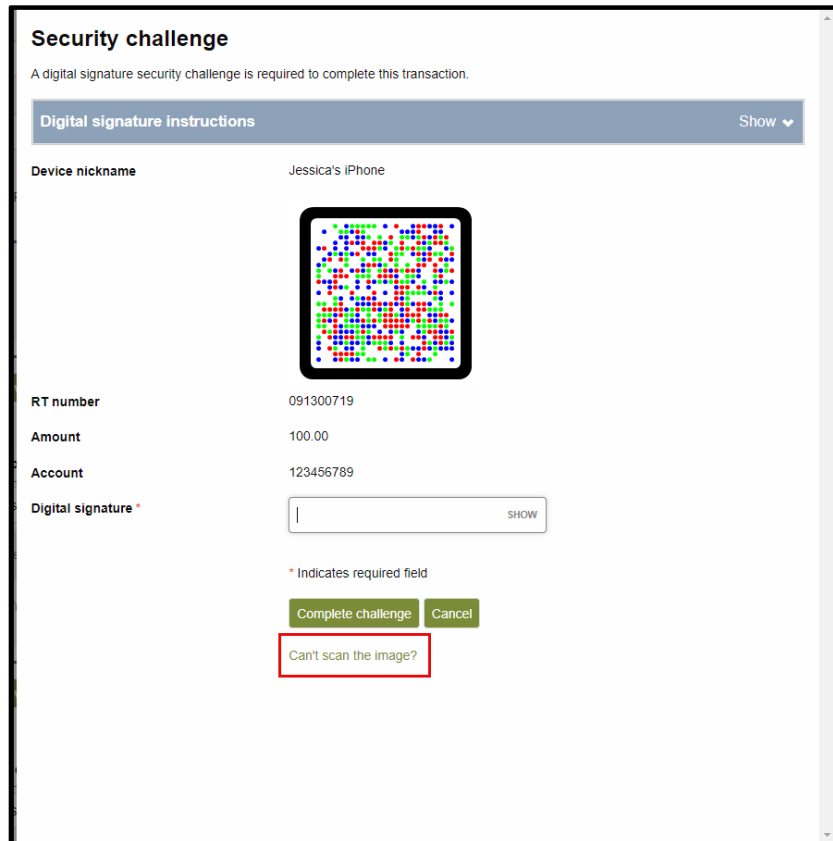 Security challenge
A digital signature security challenge is required to complete this transaction.
Digital signature instructions Show
Device nickname Jessica's iPhone
RT number 091300719
Amount 100.00
Account 123456789
Digital signature * SHOW
* Indicates required field
Complete challenge Cancel
Can't scan the image?